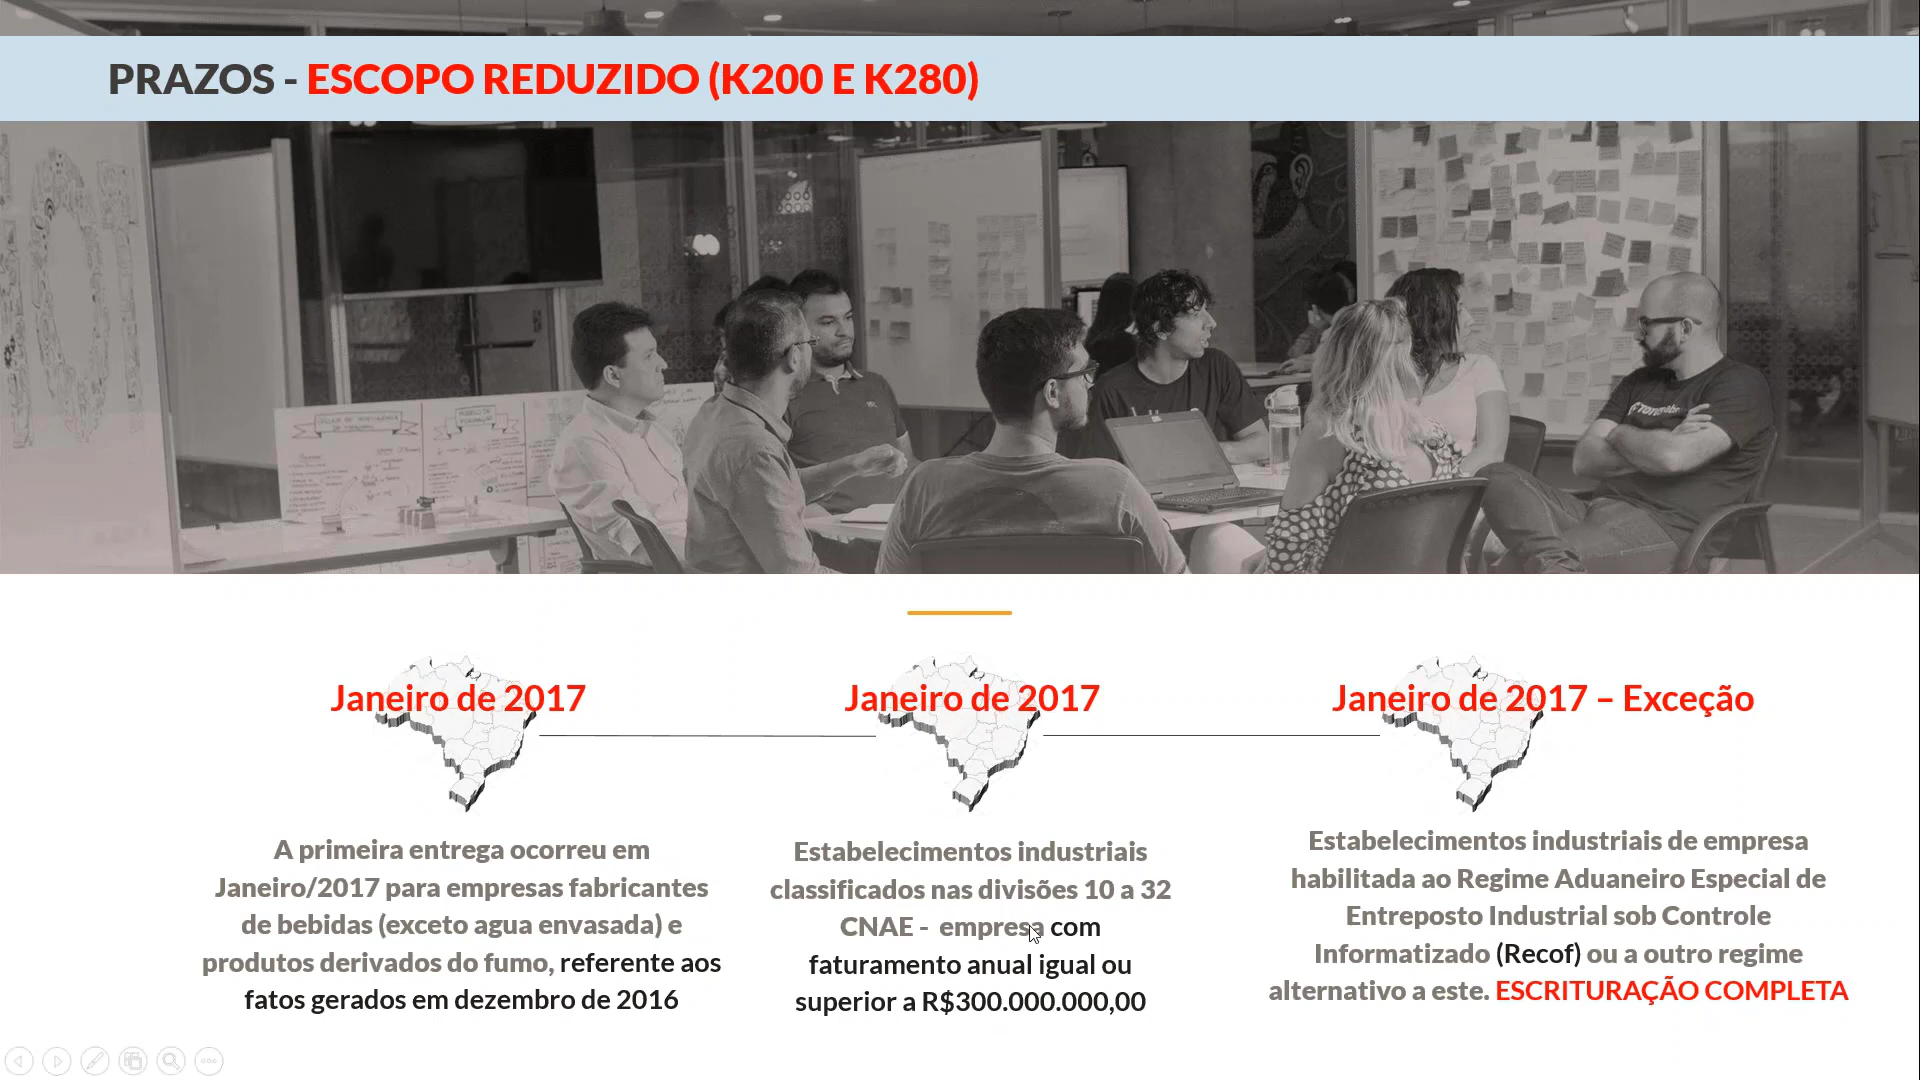 PRAZOS - ESCOPO REDUZIDO (K200 E K280)
Janeiro de 2017
A primeira entrega ocorreu em
Janeiro/2017 para empresas fabricantes
de bebidas (exceto agua envasada) e
produtos derivados do fumo, referente aos
fatos gerados em dezembro de 2016
Janeiro de 2017
Estabelecimentos industriais
classificados nas divisões 10 a 32
CNAE - empresa com
faturamento anual igual ou
superior a R$300.000.000,00
Janeiro de 2017 – Exceção
Estabelecimentos industriais de empresa
habilitada ao Regime Aduaneiro Especial de
Entreposto Industrial sob Controle
Informatizado (Recof) ou a outro regime
alternativo a este. ESCRITURAÇÃO COMPLETA